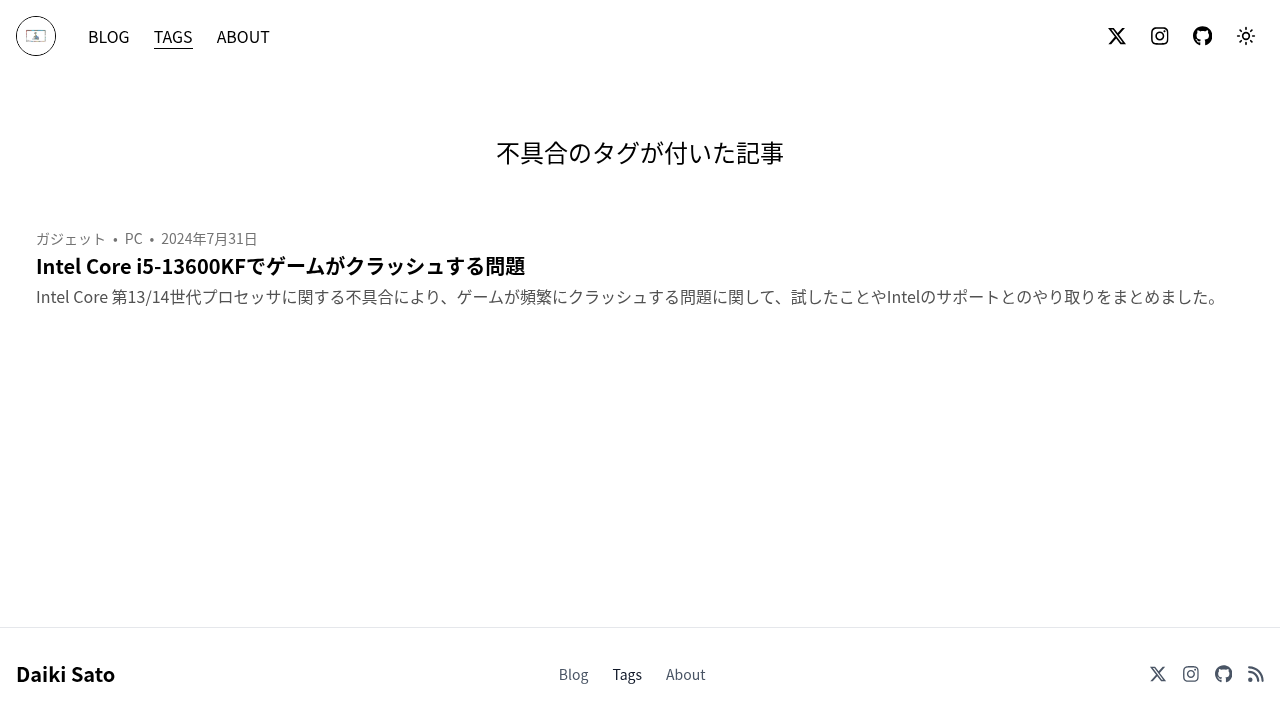 BLOG TAGS ABOUT
不具合のタグが付いた記事
ガジェット • PC • 2024年7月31日
Intel Core i5-13600KFでゲームがクラッシュする問題
Intel Core 第13/14世代プロセッサに関する不具合により、ゲームが頻繁にクラッシュする問題に関して、試したことやIntelのサポートとのやり取りをまとめました。
Daiki Sato Blog Tags About